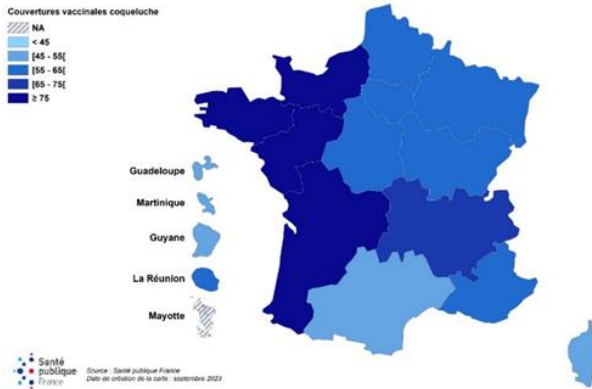 Couvertures vaccinales coqueluche
NA
< 45
[45 - 55[
[55 - 65[
[65 - 75[
≥ 75
Guadeloupe
Martinique
Guyane
La Réunion
Mayotte
Santé
publique
France
Source : Santé publique France
Date de création de la carte : septembre 2023